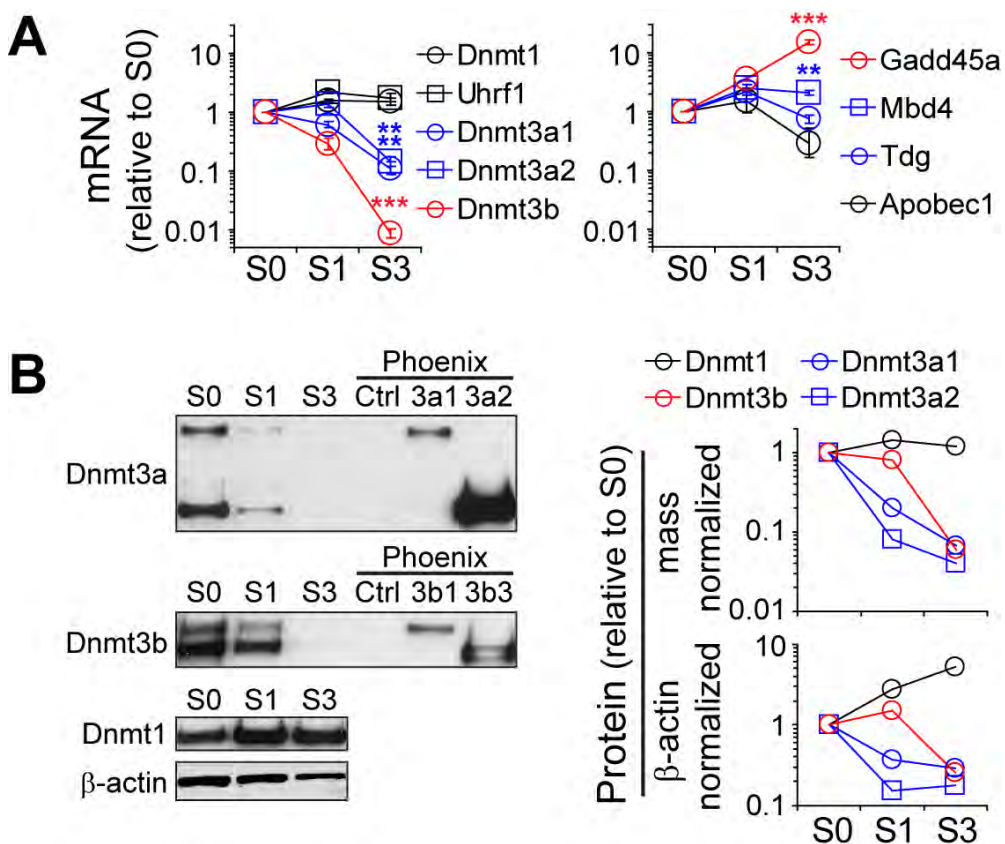 A
mRNA
(relative to S0)
10
1
0.1
0.01
**
**
***
S0 S1 S3
Dnmt1
Uhrf1
Dnmt3a1
Dnmt3a2
Dnmt3b
10
1
0.1
0.01
***
**
S0 S1 S3
Gadd45a
Mbd4
Tdg
Apobec1
B
Phoenix
S0 S1 S3 Ctrl 3a1 3a2
Dnmt3a
Phoenix
S0 S1 S3 Ctrl 3b1 3b3
Dnmt3b
S0 S1 S3
Dnmt1
β-actin
Dnmt1 Dnmt3a1
Dnmt3b Dnmt3a2
Protein (relative to S0)
mass
normalized
1
0.1
0.01
β-actin
normalized
10
1
0.1
S0 S1 S3